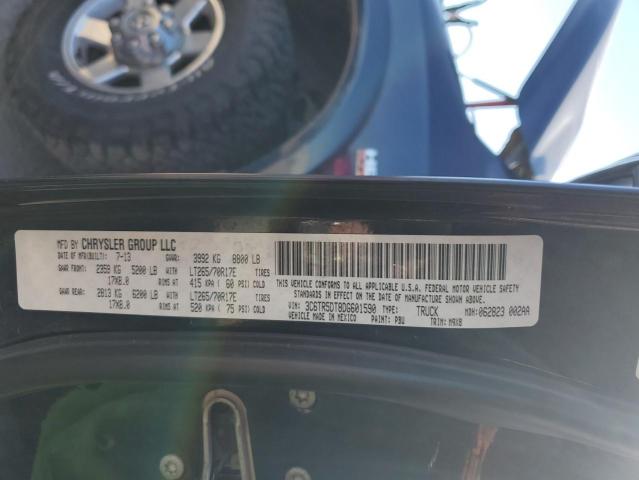 MFD BY CHRYSLER GROUP LLC
DATE OF MFR(BUILT): 7-13 GVWR: 3992 KG 8800 LB
GAWR FRONT: 2359 KG 5200 LB WITH LT265/70R17E TIRES
17X8.0 RIMS AT 415 KPA ( 60 PSI) COLD
GAWR REAR: 2813 KG 6200 LB WITH LT265/70R17E TIRES
17X8.0 RIMS AT 520 KPA ( 75 PSI) COLD
THIS VEHICLE CONFORMS TO ALL APPLICABLE U.S.A. FEDERAL MOTOR VEHICLE
SAFETY STANDARDS IN EFFECT ON THE DATE OF MANUFACTURE SHOWN ABOVE.
VIN: 3C6TR5DT8DG601590 TYPE: TRUCK MDH: 062823 002AA
VEHICLE MADE IN MEXICO PAINT: PBU TRIM: M9X8